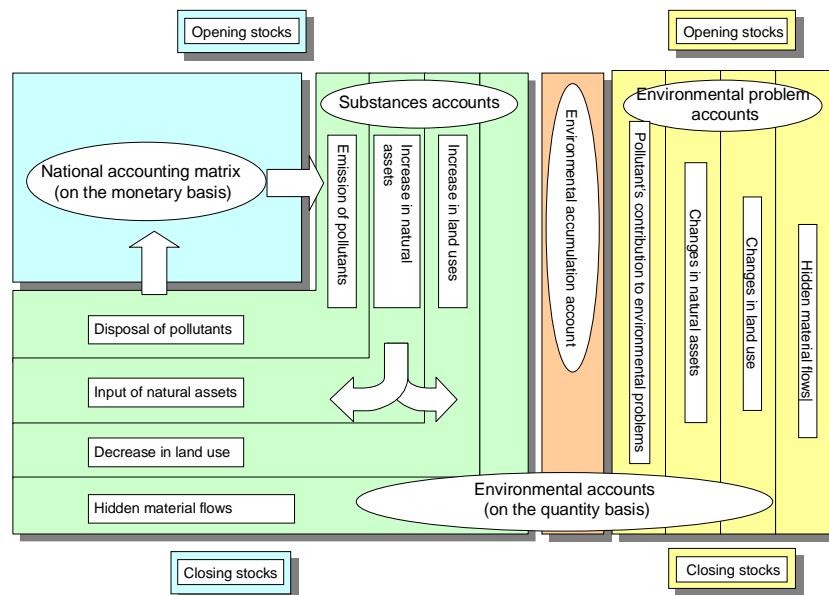 Opening stocks
Opening stocks
Substances accounts
Environmental problem
accounts
National accounting matrix
(on the monetary basis)
Emission of pollutants
Increase in natural
assets
Increase in land uses
Environmental accumulation account
Pollutant's contribution to environmental problems
Changes in natural assets
Changes in land use
Hidden material flows
Disposal of pollutants
Input of natural assets
Decrease in land use
Hidden material flows
Environmental accounts
(on the quantity basis)
Closing stocks
Closing stocks